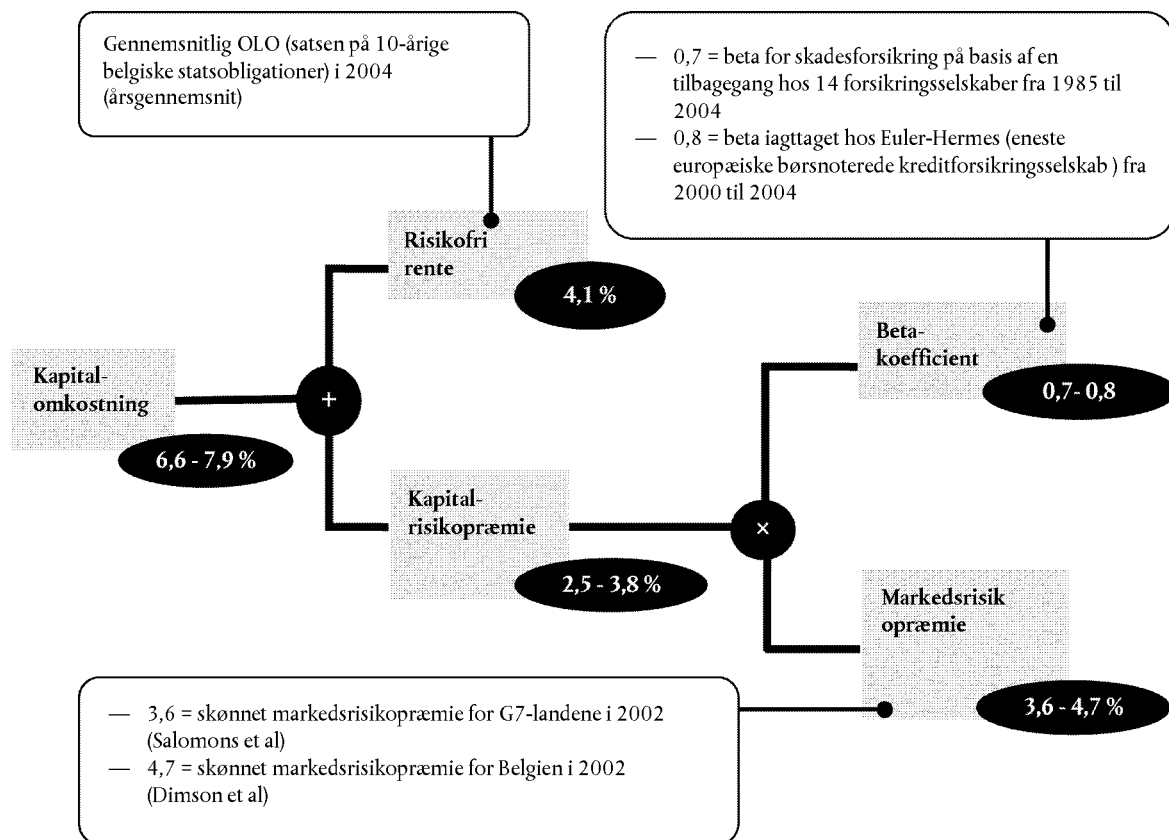 Gennemsnitlig OLO (satsen på 10-årige
belgiske statsobligationer) i 2004
(årsgennemsnit)
— 0,7 = beta for skadesforsikring på basis af en
tilbagegang hos 14 forsikringsselskaber fra 1985 til
2004
— 0,8 = beta iagttaget hos Euler-Hermes (eneste
europæiske børsnoterede kreditforsikringsselskab ) fra
2000 til 2004
Risikofri
rente
4,1 %
Beta-
koefficient
0,7- 0,8
Kapital-
omkostning
6,6 - 7,9 %
+
Kapital-
risikopræmie
2,5 - 3,8 %
×
Markedsrisik
opræmie
3,6 - 4,7 %
— 3,6 = skønnet markedsrisikopræmie for G7-landene i 2002
(Salomons et al)
— 4,7 = skønnet markedsrisikopræmie for Belgien i 2002
(Dimson et al)